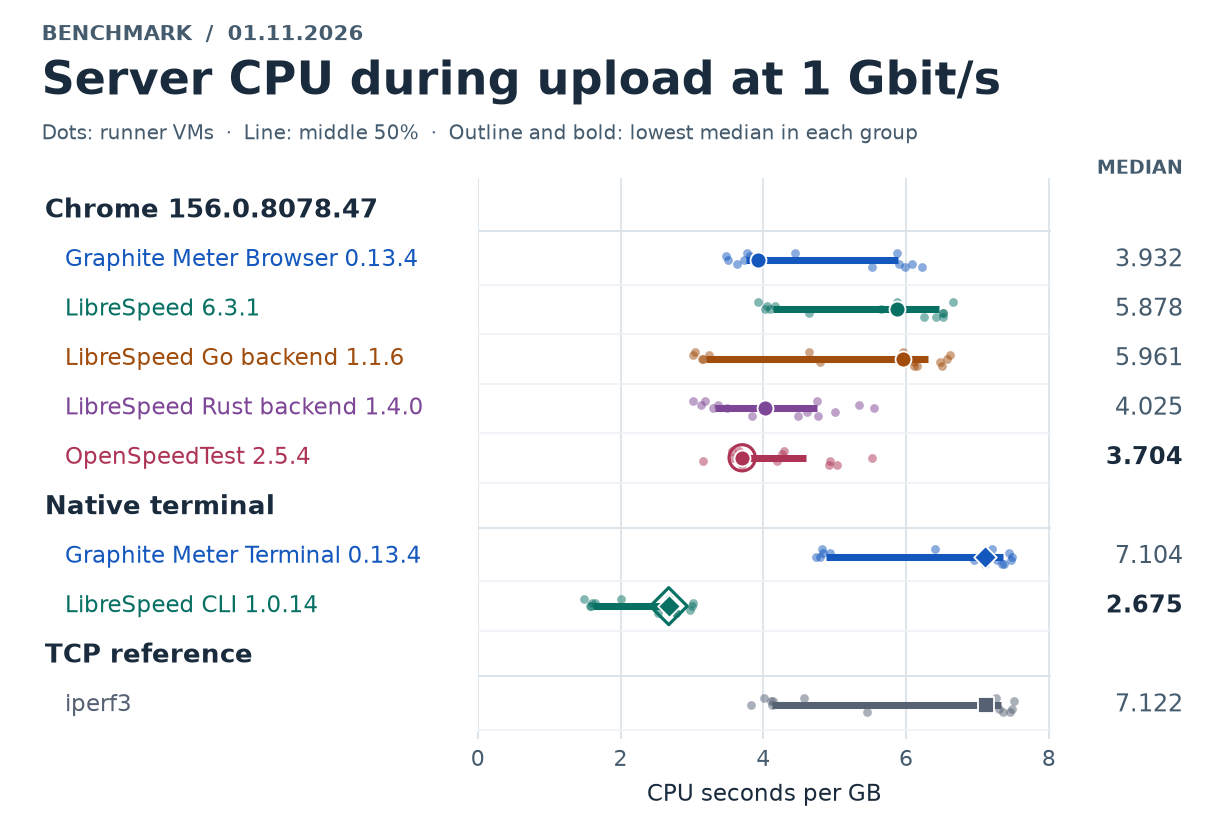 BENCHMARK / 01.11.2026
Server CPU during upload at 1 Gbit/s
Dots: runner VMs · Line: middle 50% · Outline and bold: lowest median in each group
MEDIAN
Chrome 156.0.8078.47
Graphite Meter Browser 0.13.4 3.932
LibreSpeed 6.3.1 5.878
LibreSpeed Go backend 1.1.6 5.961
LibreSpeed Rust backend 1.4.0 4.025
OpenSpeedTest 2.5.4 3.704
Native terminal
Graphite Meter Terminal 0.13.4 7.104
LibreSpeed CLI 1.0.14 2.675
TCP reference
iperf3 7.122
0 2 4 6 8
CPU seconds per GB